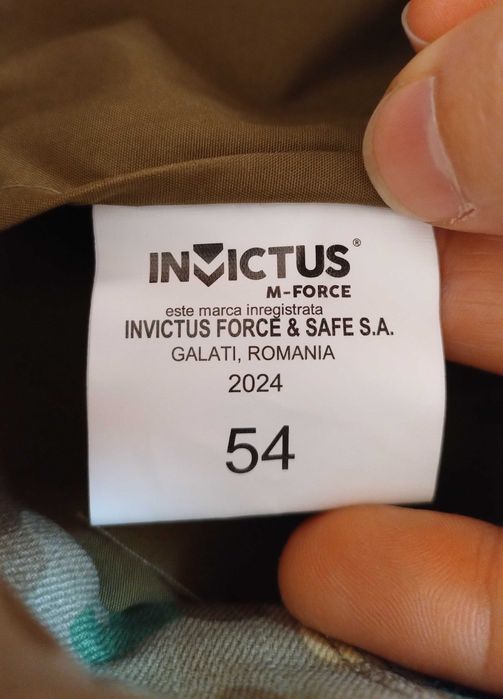 INVICTUS®
M-FORCE
este marca inregistrata
INVICTUS FORCE & SAFE S.A.
GALATI, ROMANIA
2024
54